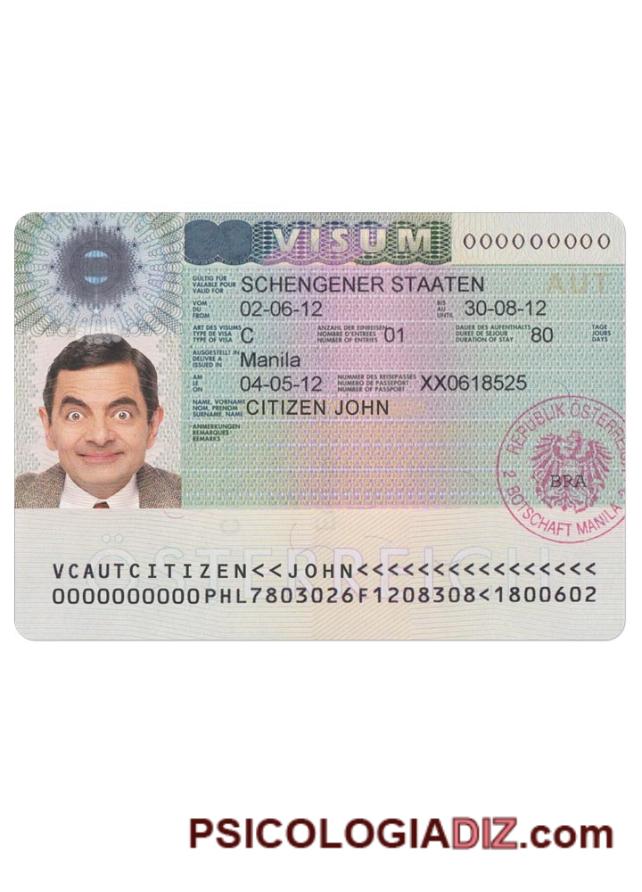 VISUM
000000000
GÜLTIG FÜR
VALABLE POUR
VALID FOR
SCHENGENER STAATEN
AUT
VOM
DU
FROM
02-06-12
BIS
AU
UNTIL
30-08-12
ART DES VISUMS
TYPE DE VISA
TYPE OF VISA
C
ANZAHL DER EINREISEN
NOMBRE D'ENTREES
NUMBER OF ENTRIES
01
DAUER DES AUFENTHALTS
DUREE DE SEJOUR
DURATION OF STAY
80
TAGE
JOURS
DAYS
AUSGESTELLT IN
DELIVRE A
ISSUED IN
Manila
AM
LE
ON
04-05-12
NUMMER DES REISEPASSES
NUMERO DE PASSEPORT
NUMBER OF PASSPORT
XX0618525
NAME, VORNAME
NOM, PRENOM
SURNAME, NAME
CITIZEN JOHN
ANMERKUNGEN
REMARQUES
REMARKS
REPUBLIK ÖSTERRE
BRA
2 BOTSCHAFT MANILA 2
ÖSTERREICH
VCAUTCITIZEN<<JOHN<<<<<<<<<<<<<<<<
0000000000PHL7803026F1208308<1800602
PSICOLOGIADIZ.com